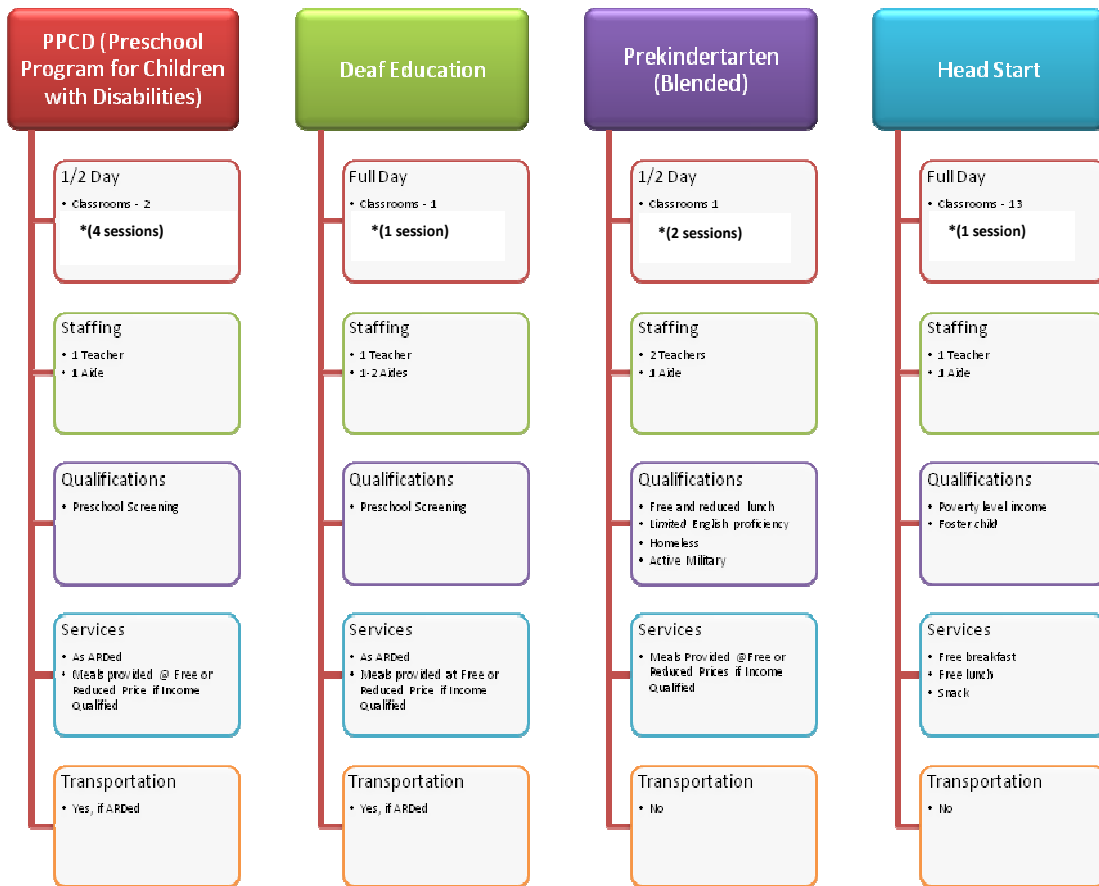 PPCD (Preschool
Program for Children
with Disabilities)
1/2 Day
• Classrooms - 2
*(4 sessions)
Staffing
• 1 Teacher
• 1 Aide
Qualifications
• Preschool Screening
Services
• As ARDed
• Meals provided @ Free or
Reduced Price if Income
Qualified
Transportation
• Yes, if ARDed
Deaf Education
Full Day
• Classrooms - 1
*(1 session)
Staffing
• 1 Teacher
• 1-2 Aides
Qualifications
• Preschool Screening
Services
• As ARDed
• Meals provided at Free or
Reduced Price if Income
Qualified
Transportation
• Yes, if ARDed
Prekindertarten
(Blended)
1/2 Day
• Classrooms 1
*(2 sessions)
Staffing
• 2 Teachers
• 1 Aide
Qualifications
• Free and reduced lunch
• Limited English proficiency
• Homeless
• Active Military
Services
• Meals Provided @ Free or
Reduced Prices if Income
Qualified
Transportation
• No
Head Start
Full Day
• Classrooms - 13
*(1 session)
Staffing
• 1 Teacher
• 1 Aide
Qualifications
• Poverty level income
• Foster child
Services
• Free breakfast
• Free lunch
• Snack
Transportation
• No